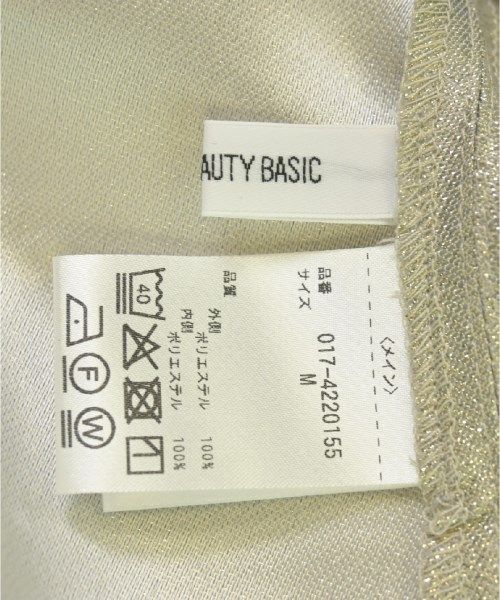 AUTY BASIC
〈メイン〉
品番 017-4220155
サイズ M
品質
外側
ポリエステル 100%
内側
ポリエステル 100%
40
F
W